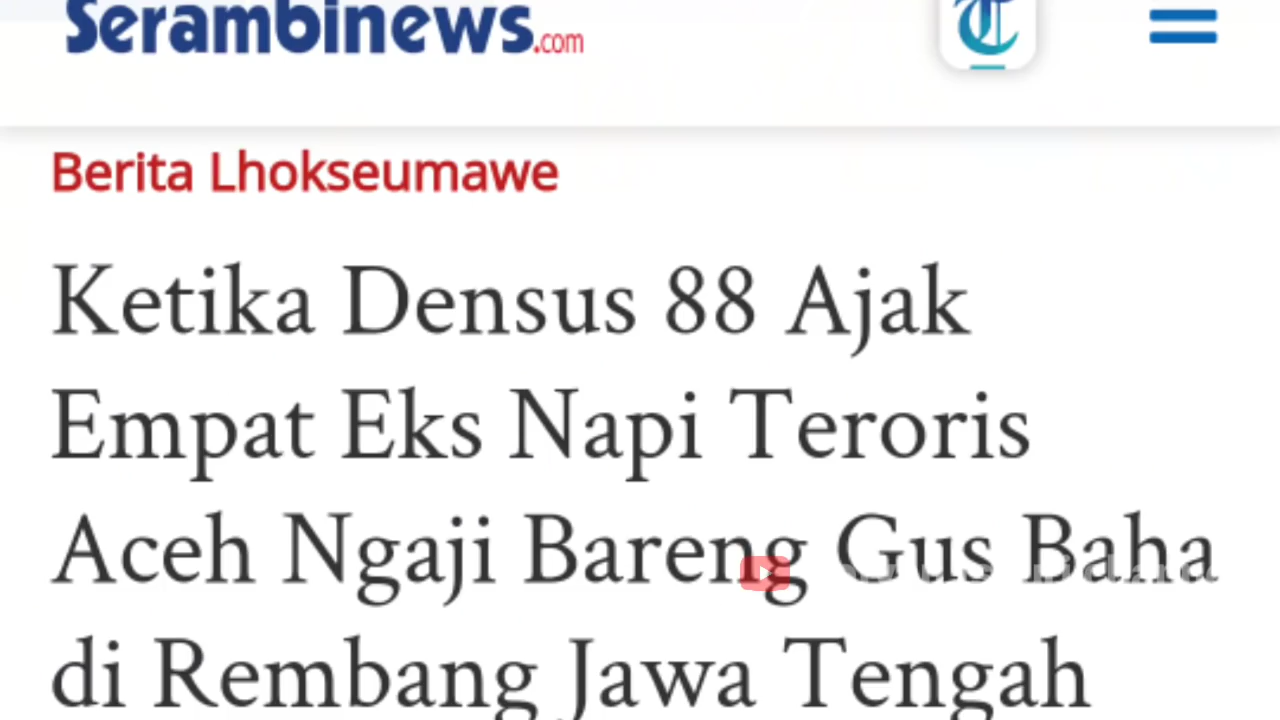 Serambinews.com
Berita Lhokseumawe
Ketika Densus 88 Ajak
Empat Eks Napi Teroris
Aceh Ngaji Bareng Gus Baha
di Rembang Jawa Tengah